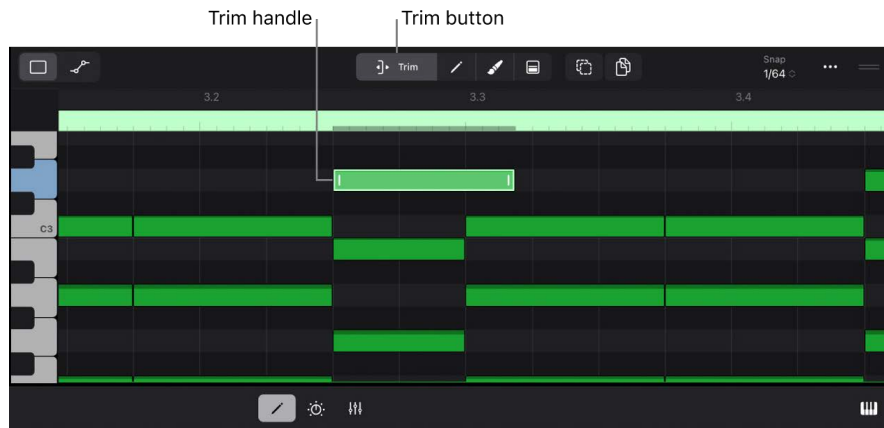 Trim handle
Trim button
Trim
Snap
1/64
3.2
3.3
3.4
C3